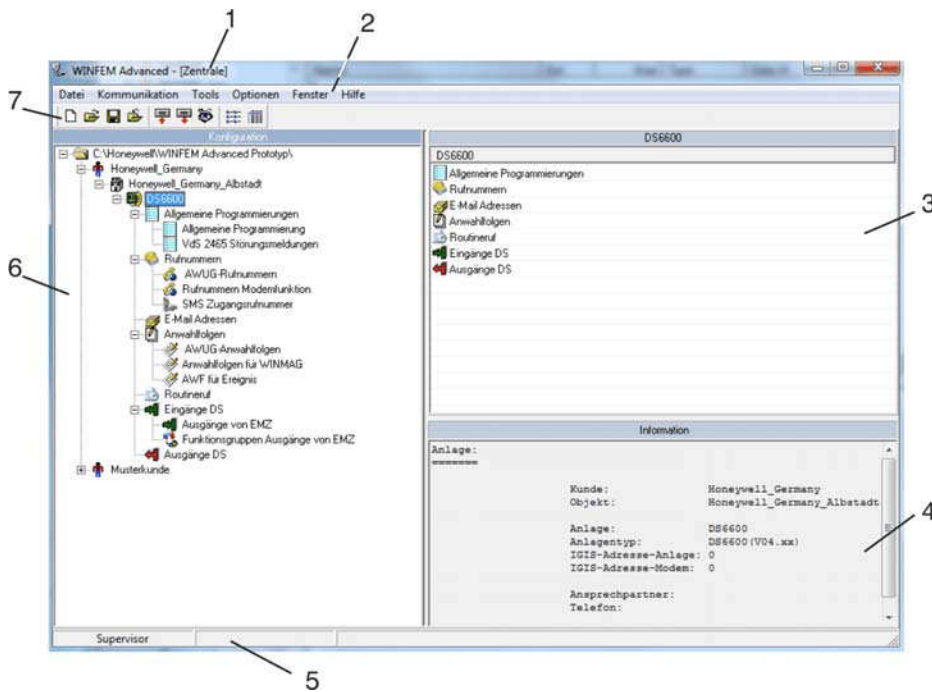 1
2
WINFEM Advanced - [Zentrale]
Datei Kommunikation Tools Optionen Fenster Hilfe
7
Konfiguration
C:\Honeywell\WINFEM Advanced Prototyp\
Honeywell_Germany
Honeywell_Germany_Albstadt
DS6600
Allgemeine Programmierungen
Allgemeine Programmierung
VdS 2465 Störungsmeldungen
Rufnummern
AWUG-Rufnummern
Rufnummern Modemfunktion
SMS Zugangsrufnummer
E-Mail Adressen
Anwahlfolgen
AWUG-Anwahlfolgen
Anwahlfolgen für WINMAG
AWF für Ereignis
Routineruf
Eingänge DS
Ausgänge von EMZ
Funktionsgruppen Ausgänge von EMZ
Ausgänge DS
Musterkunde
6
DS6600
DS6600
Allgemeine Programmierungen
Rufnummern
E-Mail Adressen
Anwahlfolgen
Routineruf
Eingänge DS
Ausgänge DS
3
Information
Anlage:
=======
Kunde: Honeywell_Germany
Objekt: Honeywell_Germany_Albstadt
Anlage: DS6600
Anlagentyp: DS6600(V04.xx)
IGIS-Adresse-Anlage: 0
IGIS-Adresse-Modem: 0
Ansprechpartner:
Telefon:
4
Supervisor
5